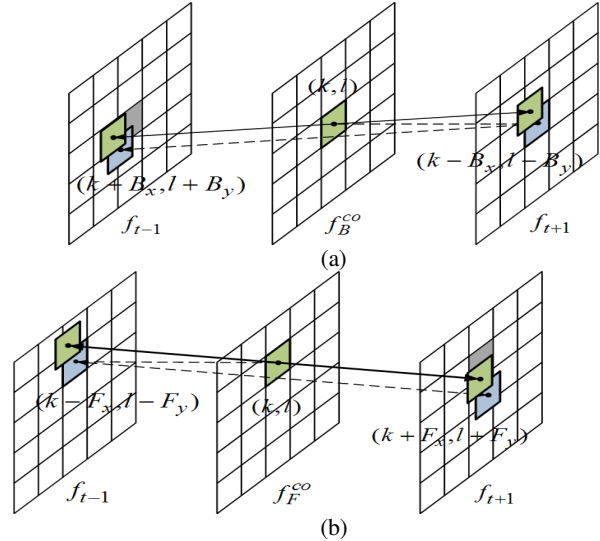 (k,l)
(k − B_x, l − B_y)
(k + B_x, l + B_y)
f_{t−1}
f_B^{co}
f_{t+1}
(a)
(k − F_x, l − F_y)
(k,l)
(k + F_x, l + F_y)
f_{t−1}
f_F^{co}
f_{t+1}
(b)